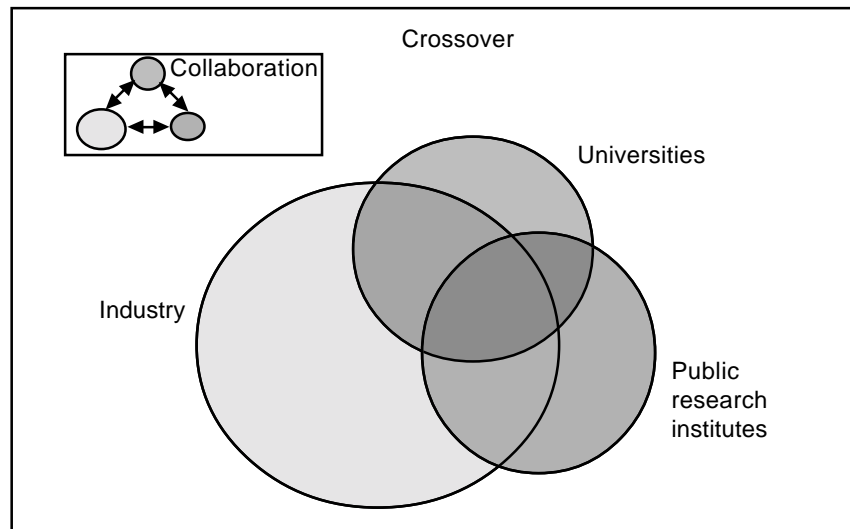 Crossover
Collaboration
Universities
Industry
Public
research
institutes